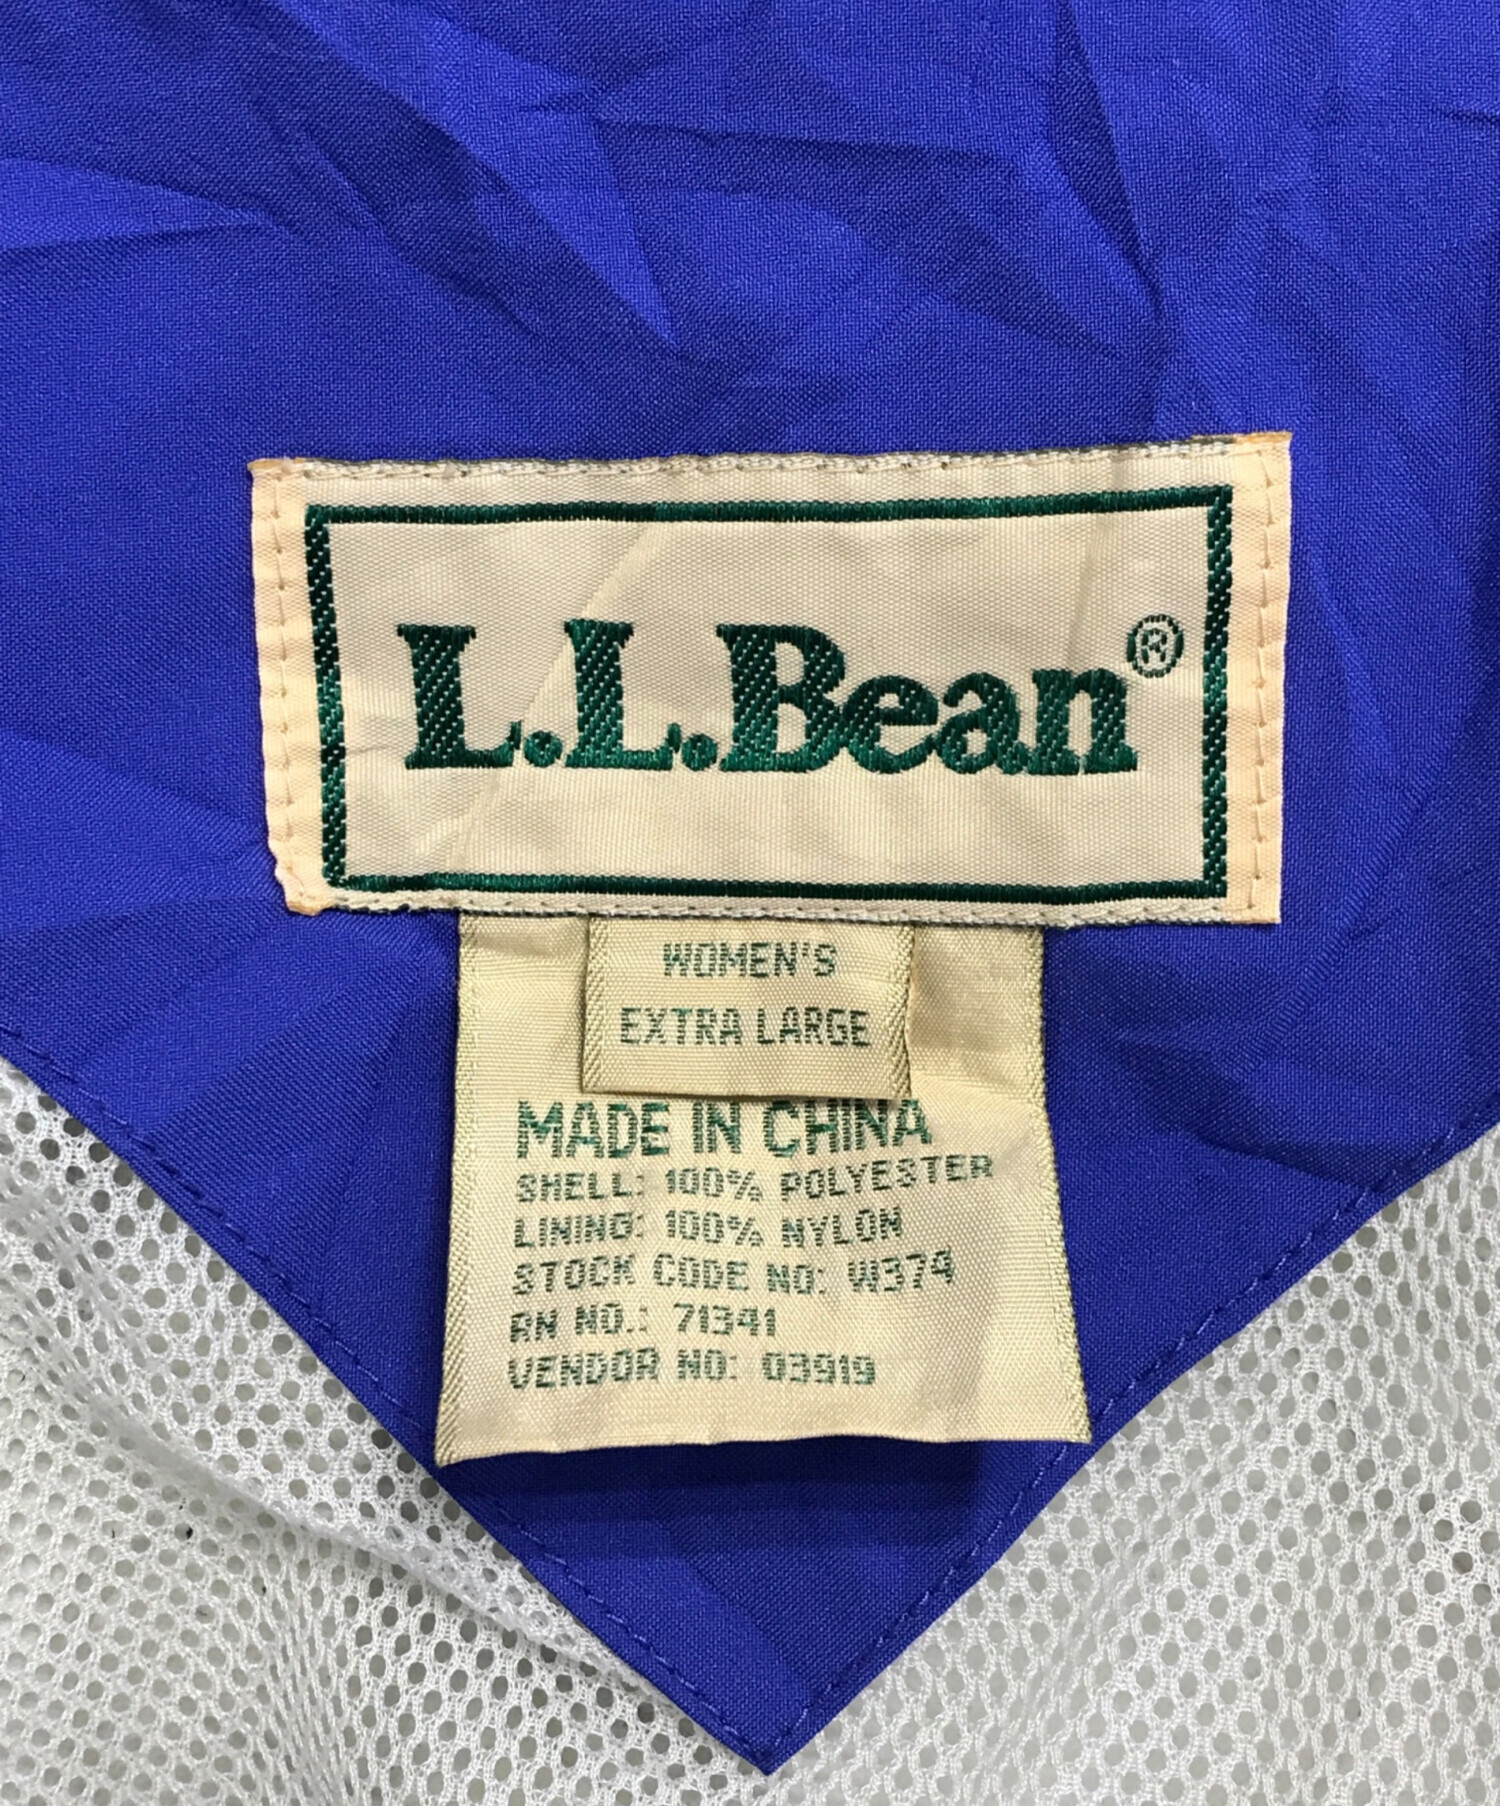 L.L.Bean®
WOMEN'S
EXTRA LARGE
MADE IN CHINA
SHELL: 100% POLYESTER
LINING: 100% NYLON
STOCK CODE NO: W374
RN NO.: 71341
VENDOR NO: 03919